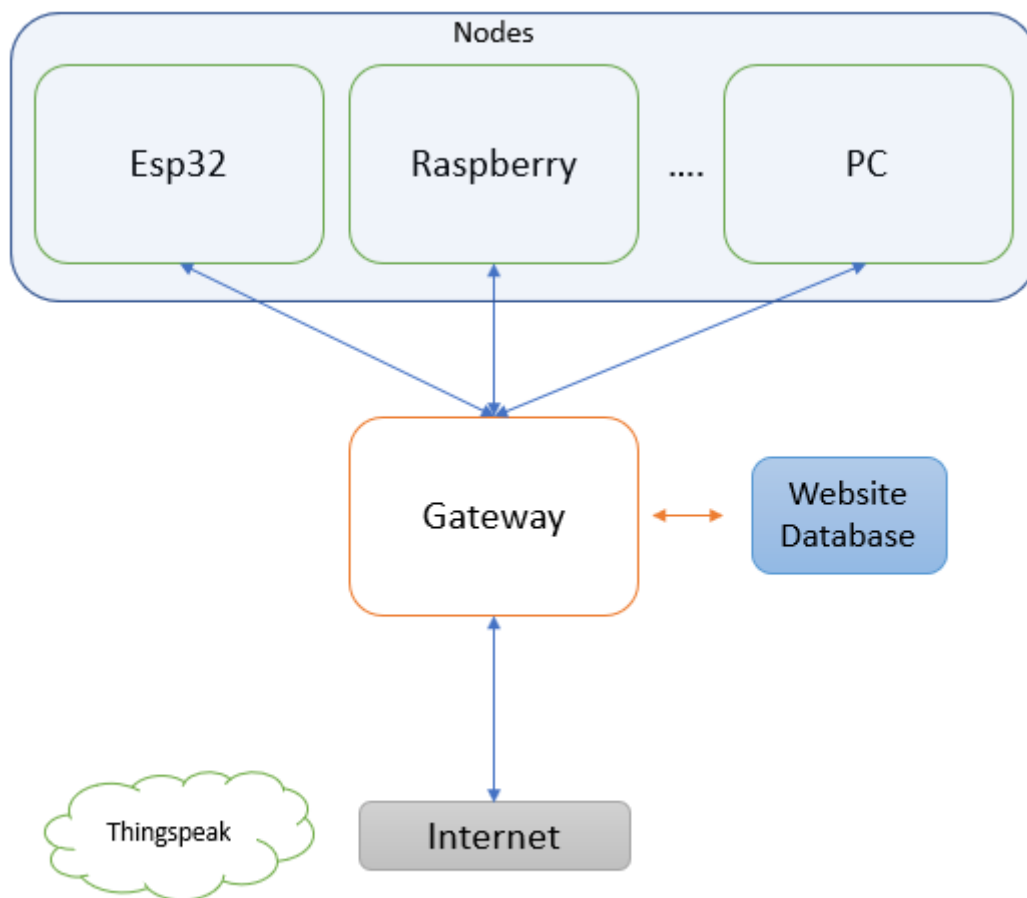 Nodes
Esp32
Raspberry
....
PC
Gateway
Website
Database
Thingspeak
Internet